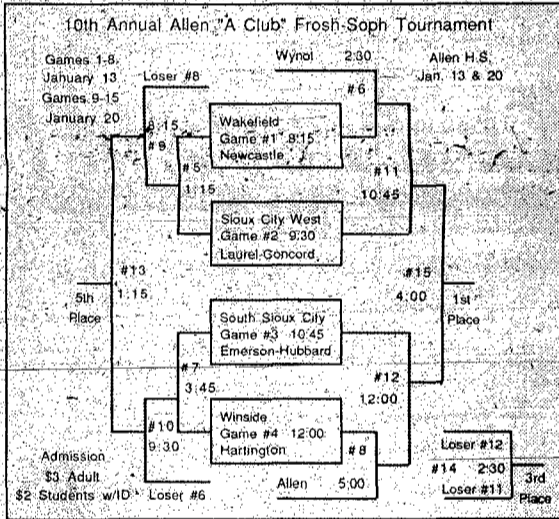 10th Annual Allen "A Club" Frosh-Soph Tournament
Games 1-8
January 13
Games 9-15
January 20
Loser #8
Wynot 2:30
Allen H.S.
Jan. 13 & 20
#6
Wakefield
Game #1 8:15
Newcastle
8:15
#9
#5
1:15
#11
10:45
Sioux City West
Game #2 9:30
Laurel-Concord
#13
1:15
5th
Place
#15
4:00
1st
Place
South Sioux City
Game #3 10:45
Emerson-Hubbard
#7
3:45
#12
12:00
Winside
Game #4 12:00
Hartington
#10
9:30
#8
Allen 5:00
Admission
$3 Adult
$2 Students w/ID
Loser #6
Loser #12
#14 2:30
Loser #11
3rd
Place